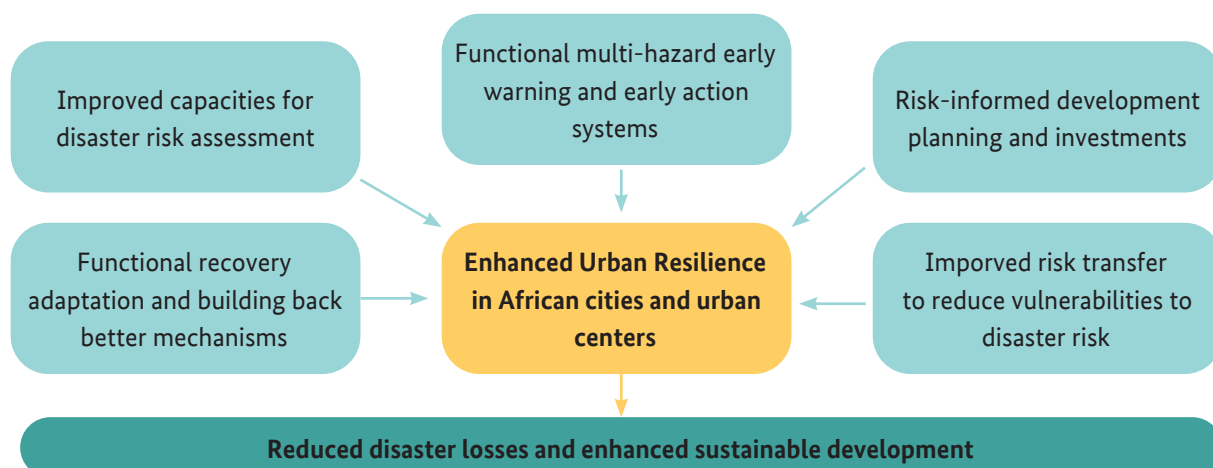 Improved capacities for
disaster risk assessment
Functional multi-hazard early
warning and early action
systems
Risk-informed development
planning and investments
Functional recovery
adaptation and building back
better mechanisms
Enhanced Urban Resilience
in African cities and urban
centers
Imporved risk transfer
to reduce vulnerabilities to
disaster risk
Reduced disaster losses and enhanced sustainable development